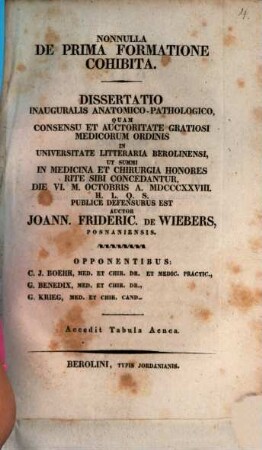 4.
NONNULLA
DE PRIMA FORMATIONE
COHIBITA.
DISSERTATIO
INAUGURALIS ANATOMICO-PATHOLOGICO,
QUAM
CONSENSU ET AUCTORITATE GRATIOSI
MEDICORUM ORDINIS
IN
UNIVERSITATE LITTERARIA BEROLINENSI,
UT SUMMI
IN MEDICINA ET CHIRURGIA HONORES
RITE SIBI CONCEDANTUR,
DIE VI. M. OCTOBRIS A. MDCCCXXVIII.
H. L. Q. S.
PUBLICE DEFENSURUS EST
AUCTOR
JOANN. FRIDERIC. DE WIEBERS,
POSNANIENSIS.
OPPONENTIBUS:
C. J. BOEHR, MED. ET CHIR. DR. ET MEDIC. PRACTIC.,
G. BENEDIX, MED. ET CHIR. DR.,
G. KRIEG, MED. ET CHIR. CAND..
Accedit Tabula Aenea.
BEROLINI, TYPIS JORDANIANIS.